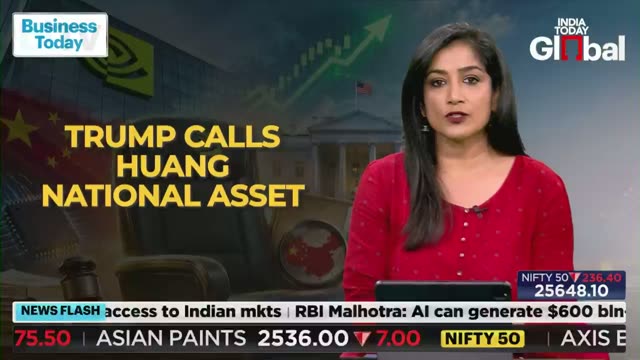 Business
Today
INDIA
TODAY
Global
TRUMP CALLS
HUANG
NATIONAL ASSET
NIFTY 50 ▼236.40
25648.10
NEWS FLASH
access to Indian mkts | RBI Malhotra: AI can generate $600 bln-
75.50 | ASIAN PAINTS 2536.00 ▼7.00 NIFTY 50 | AXIS B